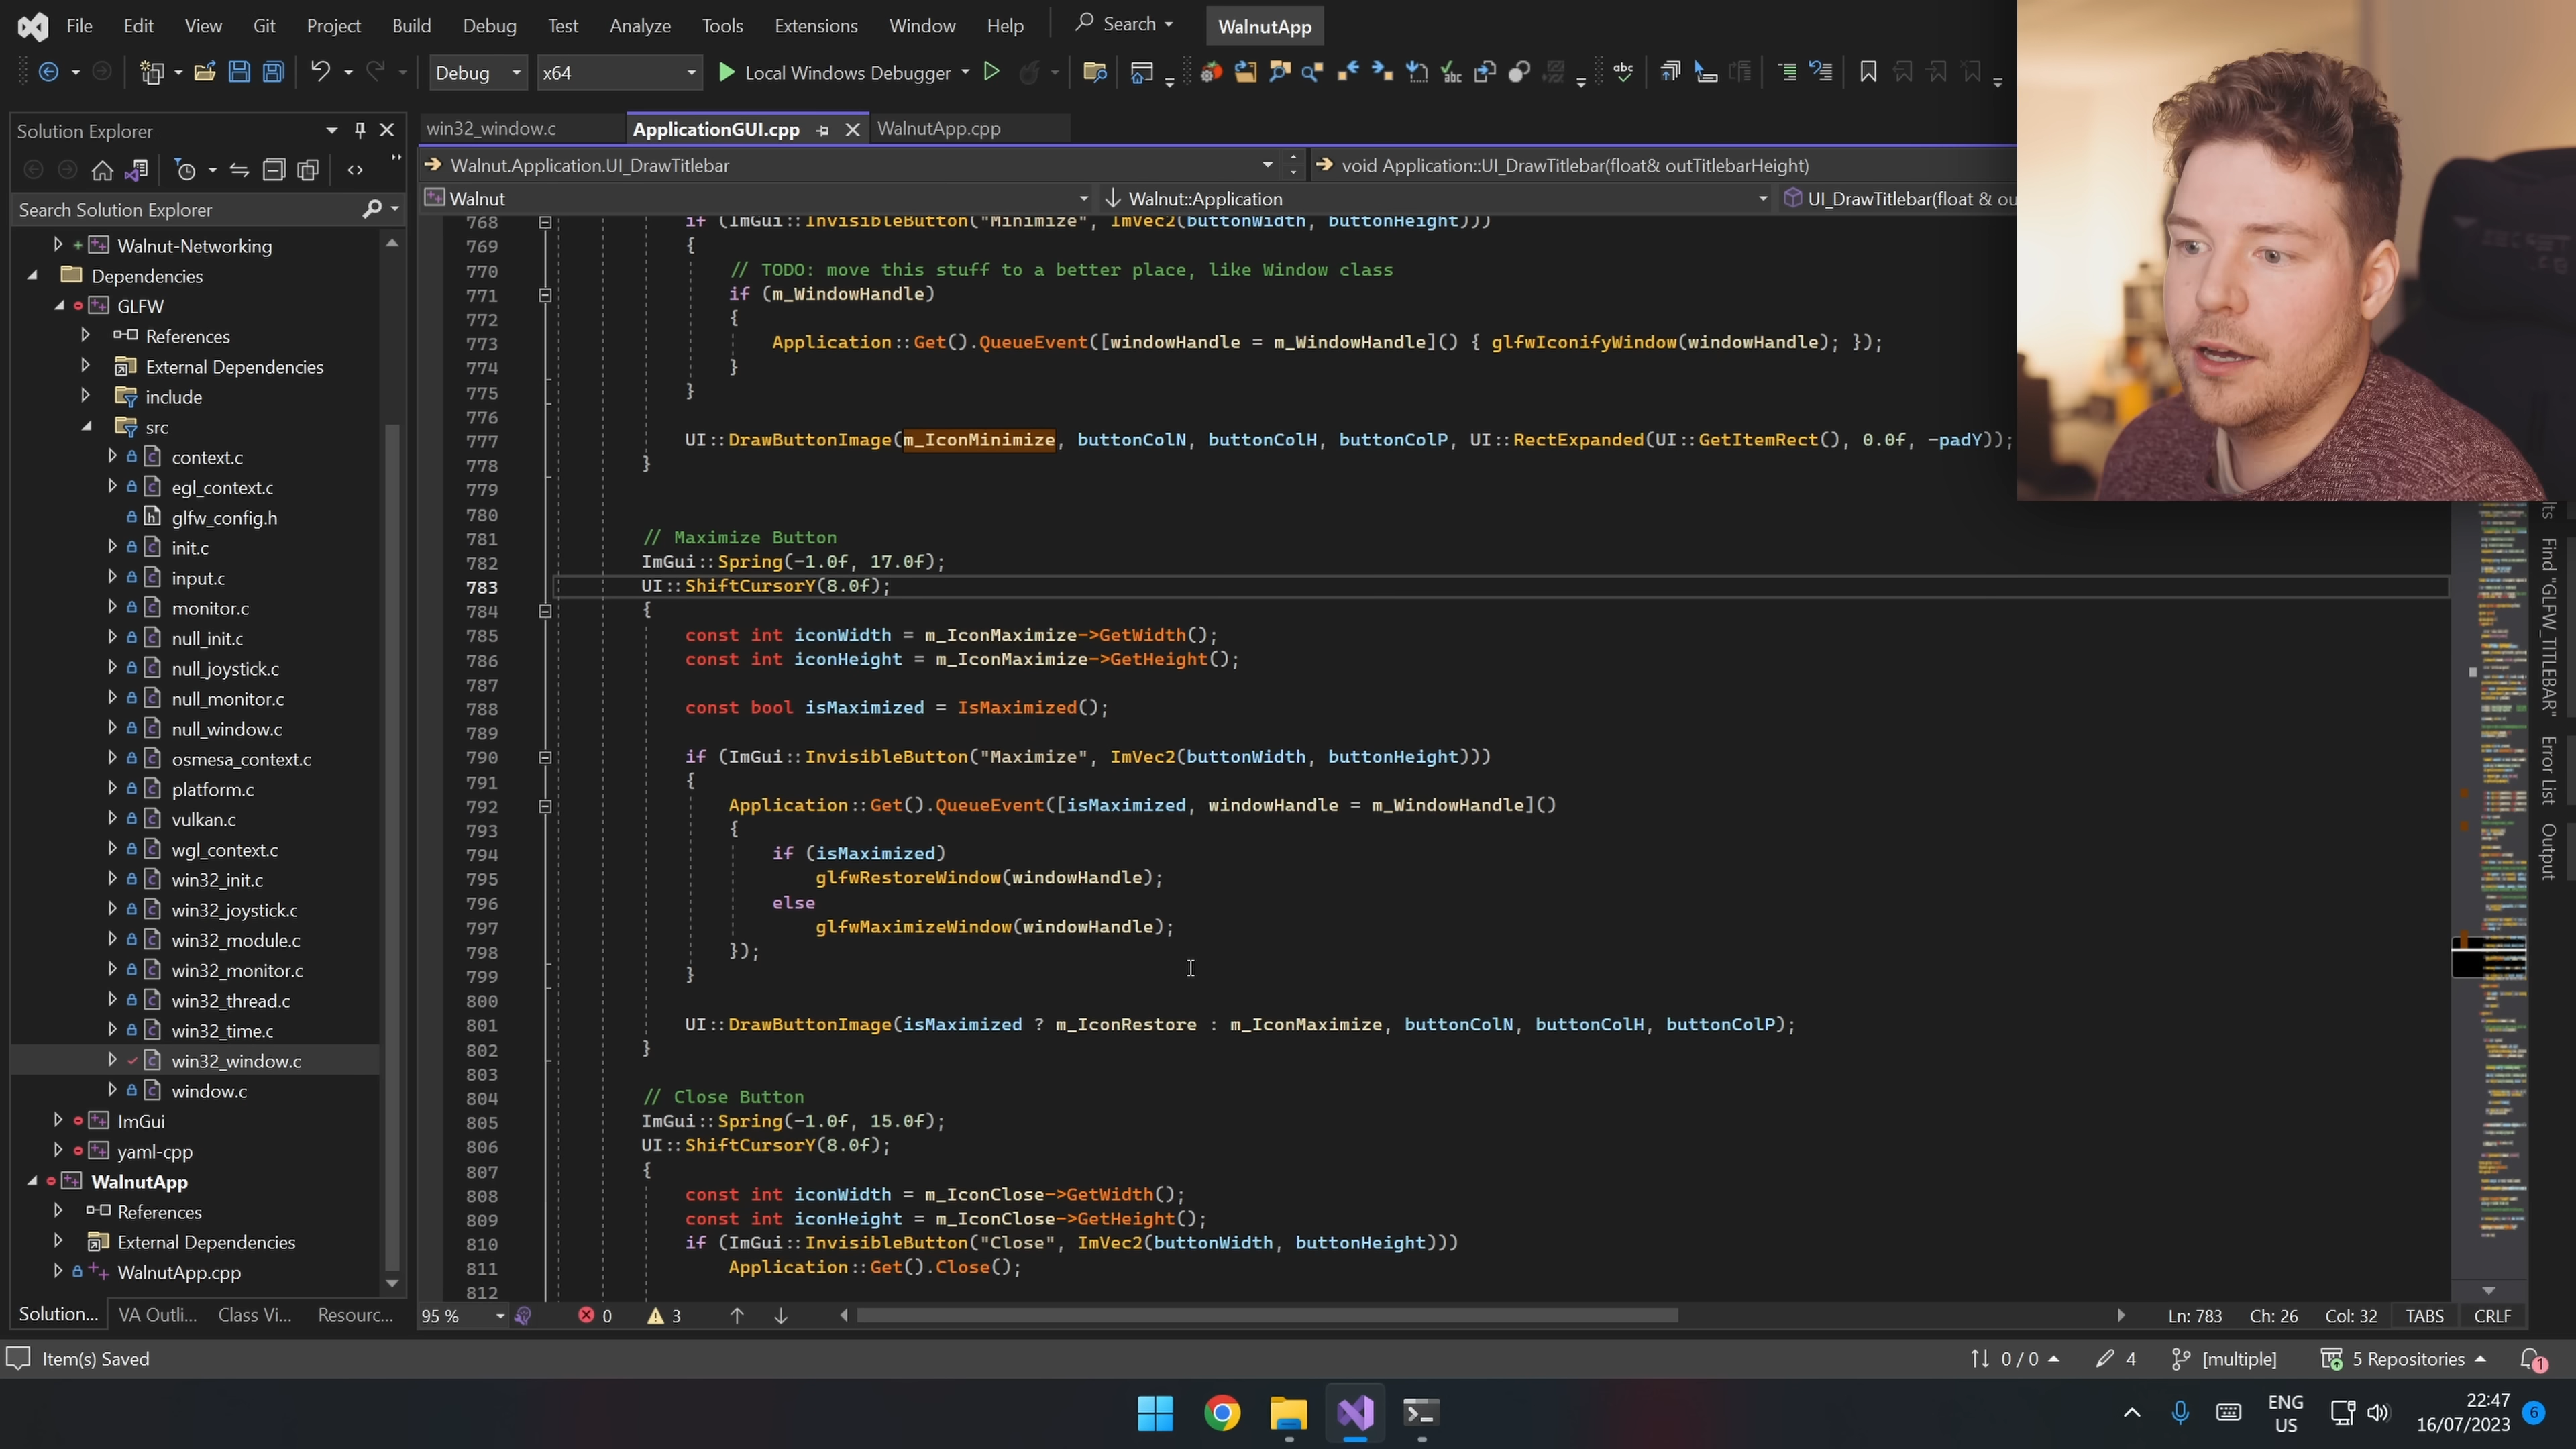 File Edit View Git Project Build Debug Test Analyze Tools Extensions Window Help Search WalnutApp
Debug x64 Local Windows Debugger
Solution Explorer
Search Solution Explorer
Walnut-Networking
Dependencies
GLFW
References
External Dependencies
include
src
context.c
egl_context.c
glfw_config.h
init.c
input.c
monitor.c
null_init.c
null_joystick.c
null_monitor.c
null_window.c
osmesa_context.c
platform.c
vulkan.c
wgl_context.c
win32_init.c
win32_joystick.c
win32_module.c
win32_monitor.c
win32_thread.c
win32_time.c
win32_window.c
window.c
ImGui
yaml-cpp
WalnutApp
References
External Dependencies
WalnutApp.cpp
Solution... VA Outli... Class Vi... Resourc...
win32_window.c ApplicationGUI.cpp WalnutApp.cpp
Walnut.Application.UI_DrawTitlebar void Application::UI_DrawTitlebar(float& outTitlebarHeight)
Walnut Walnut::Application UI_DrawTitlebar(float & ou
768 if (ImGui::InvisibleButton("Minimize", ImVec2(buttonWidth, buttonHeight)))
769 {
770 // TODO: move this stuff to a better place, like Window class
771 if (m_WindowHandle)
772 {
773 Application::Get().QueueEvent([windowHandle = m_WindowHandle]() { glfwIconifyWindow(windowHandle); });
774 }
775 }
776
777 UI::DrawButtonImage(m_IconMinimize, buttonColN, buttonColH, buttonColP, UI::RectExpanded(UI::GetItemRect(), 0.0f, -padY));
778 }
779
780
781 // Maximize Button
782 ImGui::Spring(-1.0f, 17.0f);
783 UI::ShiftCursorY(8.0f);
784 {
785 const int iconWidth = m_IconMaximize->GetWidth();
786 const int iconHeight = m_IconMaximize->GetHeight();
787
788 const bool isMaximized = IsMaximized();
789
790 if (ImGui::InvisibleButton("Maximize", ImVec2(buttonWidth, buttonHeight)))
791 {
792 Application::Get().QueueEvent([isMaximized, windowHandle = m_WindowHandle]()
793 {
794 if (isMaximized)
795 glfwRestoreWindow(windowHandle);
796 else
797 glfwMaximizeWindow(windowHandle);
798 });
799 }
800
801 UI::DrawButtonImage(isMaximized ? m_IconRestore : m_IconMaximize, buttonColN, buttonColH, buttonColP);
802 }
803
804 // Close Button
805 ImGui::Spring(-1.0f, 15.0f);
806 UI::ShiftCursorY(8.0f);
807 {
808 const int iconWidth = m_IconClose->GetWidth();
809 const int iconHeight = m_IconClose->GetHeight();
810 if (ImGui::InvisibleButton("Close", ImVec2(buttonWidth, buttonHeight)))
811 Application::Get().Close();
812
95 % 0 3 Ln: 783 Ch: 26 Col: 32 TABS CRLF
lts
Find "GLFW_TITLEBAR"
Error List
Output
Item(s) Saved 0 / 0 4 [multiple] 5 Repositories 1
ENG
US
22:47
16/07/2023
6